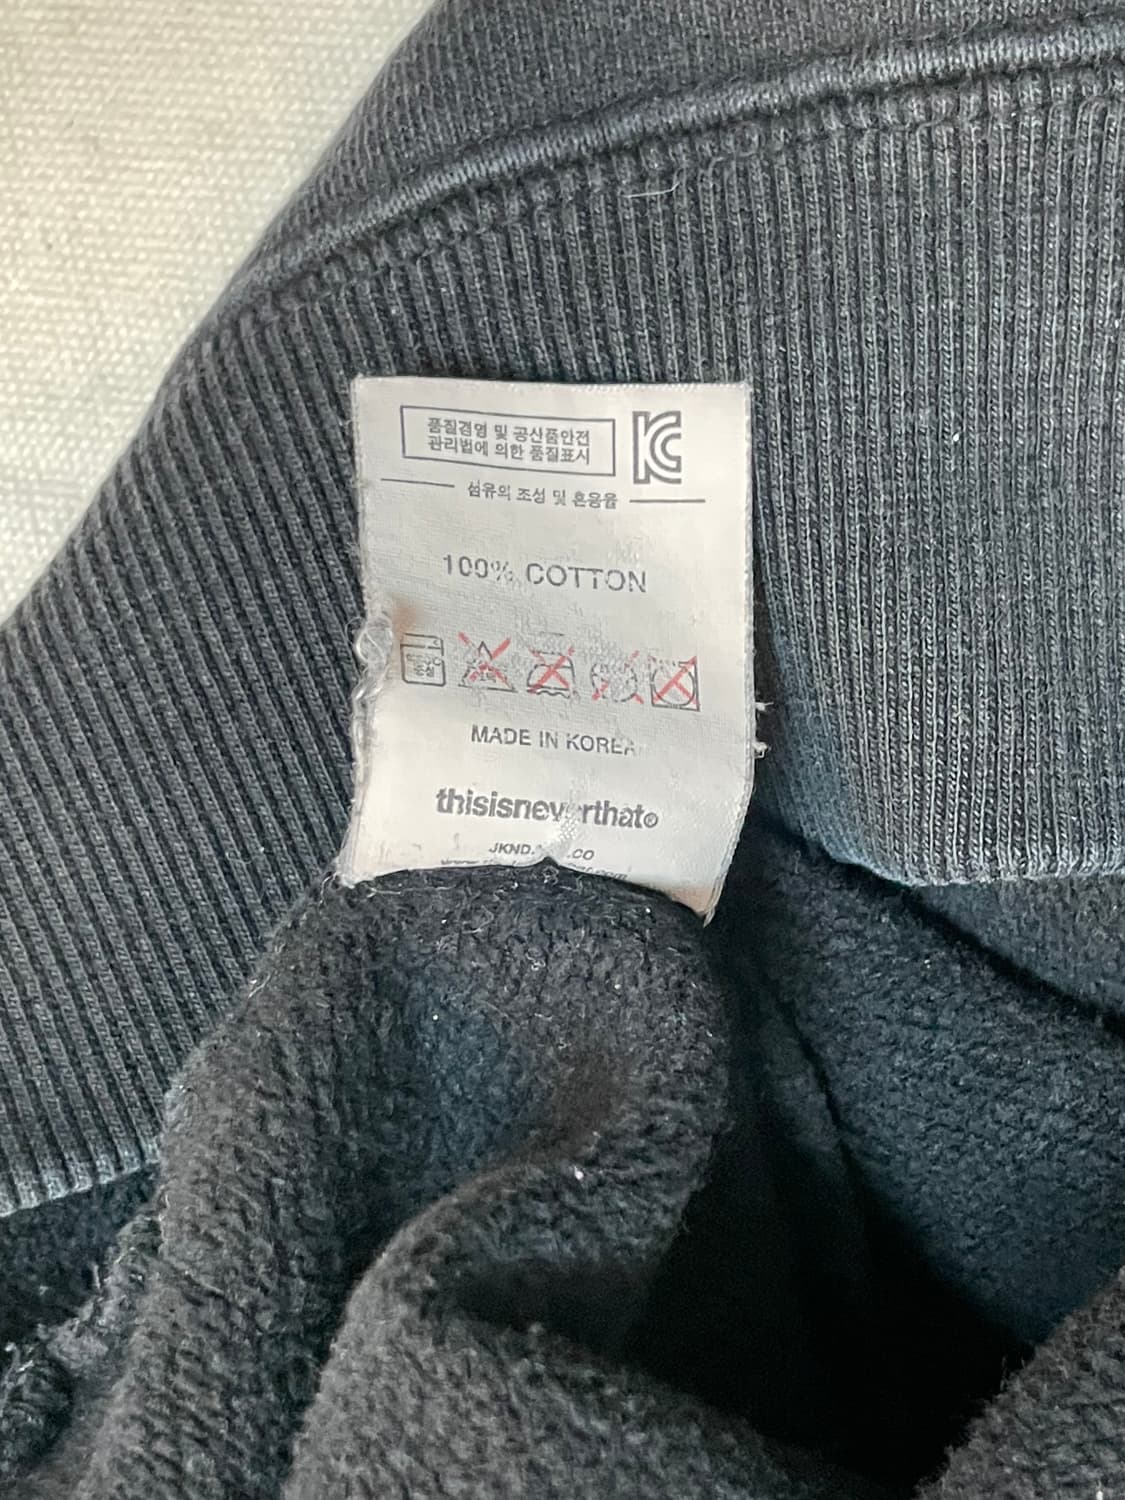 품질경영 및 공산품안전
관리법에 의한 품질표시
섬유의 조성 및 혼용율
100% COTTON
MADE IN KOREA
thisisneverthat®